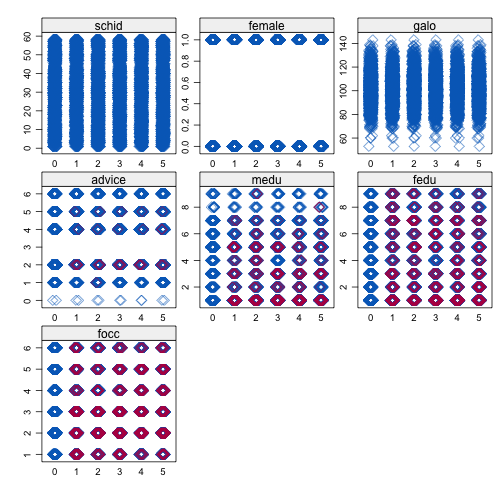 schid
female
galo
0 10 20 30 40 50 60
0.0 0.2 0.4 0.6 0.8 1.0
60 80 100 120 140
0 1 2 3 4 5
0 1 2 3 4 5
0 1 2 3 4 5
advice
medu
fedu
0 1 2 3 4 5 6
2 4 6 8
2 4 6 8
0 1 2 3 4 5
0 1 2 3 4 5
0 1 2 3 4 5
focc
1 2 3 4 5 6
0 1 2 3 4 5